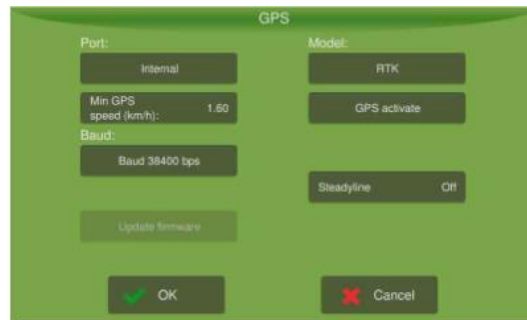 GPS
Port:
Internal
Min GPS
speed (km/h): 1.60
Baud:
Baud 38400 bps
Update firmware
Model:
RTK
GPS activate
Steadyline Off
OK
Cancel